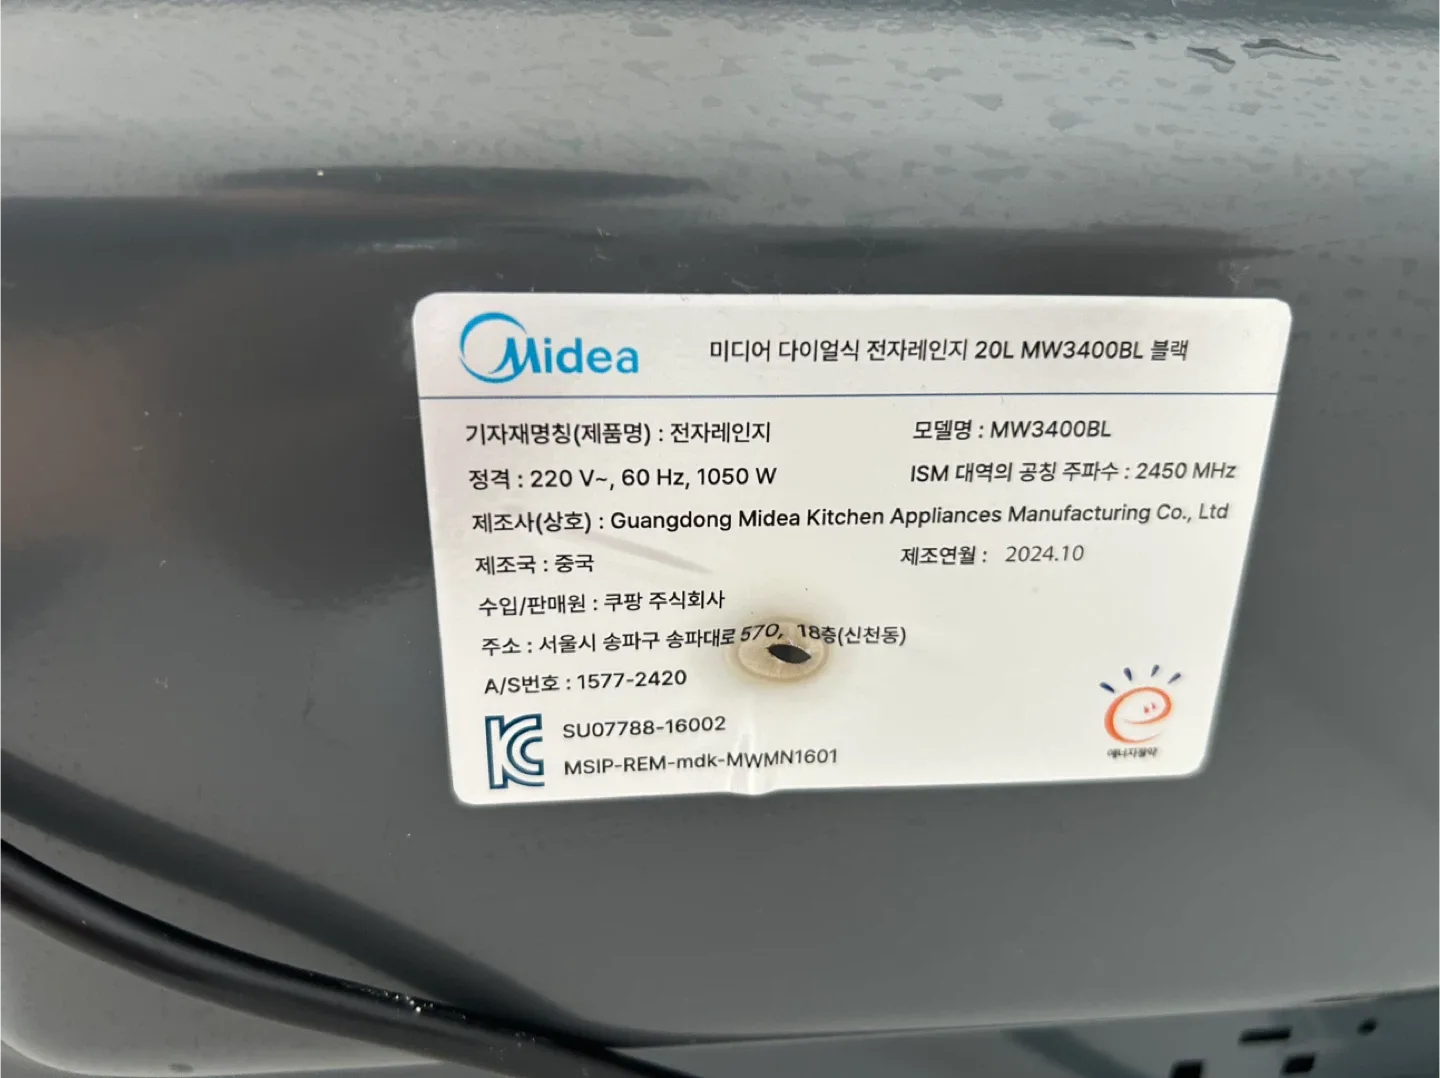 Midea
미디어 다이얼식 전자레인지 20L MW3400BL 블랙
기자재명칭(제품명) : 전자레인지
모델명 : MW3400BL
정격 : 220 V~, 60 Hz, 1050 W
ISM 대역의 공칭 주파수 : 2450 MHz
제조사(상호) : Guangdong Midea Kitchen Appliances Manufacturing Co., Ltd
제조국 : 중국
제조연월 : 2024.10
수입/판매원 : 쿠팡 주식회사
주소 : 서울시 송파구 송파대로 570, 18층(신천동)
A/S번호 : 1577-2420
SU07788-16002
MSIP-REM-mdk-MWMN1601
에너지절약